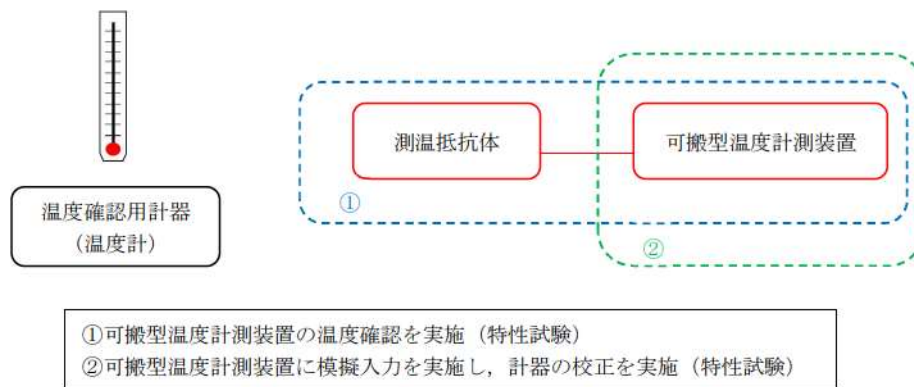 測温抵抗体
可搬型温度計測装置
①
②
温度確認用計器
（温度計）
①可搬型温度計測装置の温度確認を実施（特性試験）
②可搬型温度計測装置に模擬入力を実施し，計器の校正を実施（特性試験）